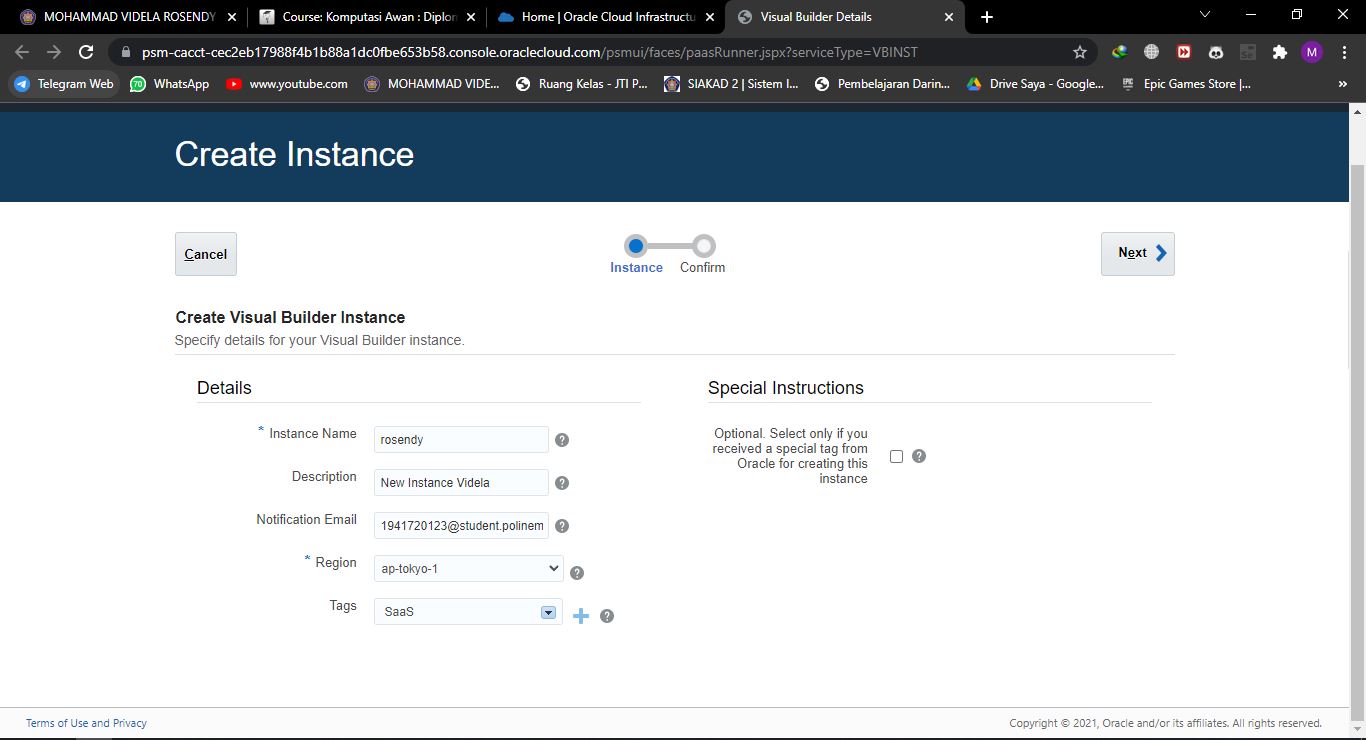 MOHAMMAD VIDELA ROSENDY
Course: Komputasi Awan : Diplon
Home | Oracle Cloud Infrastructu
Visual Builder Details
psm-cacct-cec2eb17988f4b1b88a1dc0fbe653b58.console.oraclecloud.com/psmui/faces/paasRunner.jspx?serviceType=VBINST
M
Telegram Web
WhatsApp
www.youtube.com
MOHAMMAD VIDE...
Ruang Kelas - JTI P...
SIAKAD 2 | Sistem I...
Pembelajaran Darin...
Drive Saya - Google...
Epic Games Store |...
»
Create Instance
Cancel
Instance
Confirm
Next
Create Visual Builder Instance
Specify details for your Visual Builder instance.
Details
* Instance Name
rosendy
Description
New Instance Videla
Notification Email
1941720123@student.polinem
* Region
ap-tokyo-1
Tags
SaaS
Special Instructions
Optional. Select only if you
received a special tag from
Oracle for creating this
instance
Terms of Use and Privacy
Copyright © 2021, Oracle and/or its affiliates. All rights reserved.